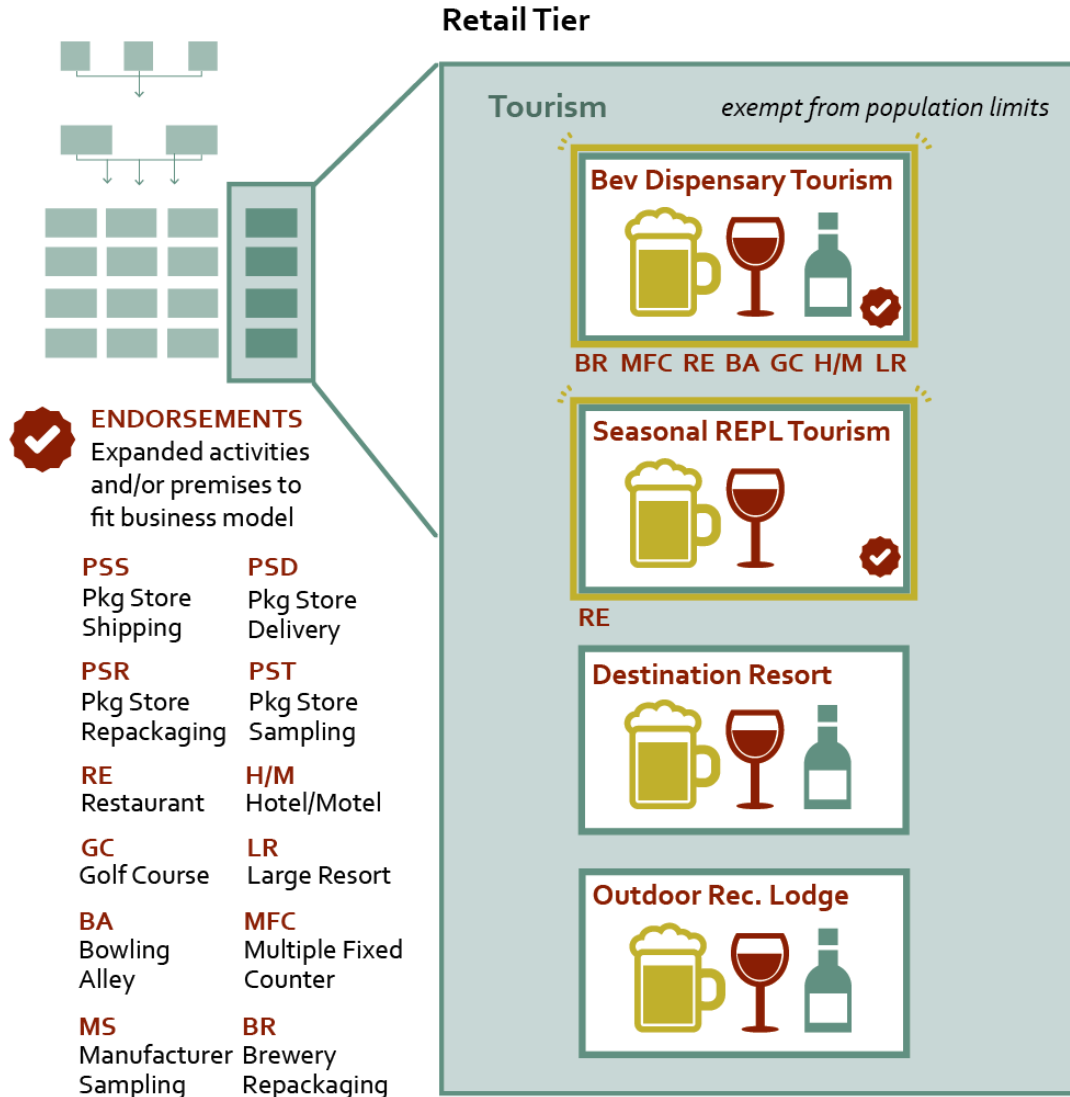 Retail Tier
Tourism
exempt from population limits
Bev Dispensary Tourism
BR MFC RE BA GC H/M LR
Seasonal REPL Tourism
RE
Destination Resort
Outdoor Rec. Lodge
ENDORSEMENTS
Expanded activities
and/or premises to
fit business model
PSS
Pkg Store
Shipping
PSD
Pkg Store
Delivery
PSR
Pkg Store
Repackaging
PST
Pkg Store
Sampling
RE
Restaurant
H/M
Hotel/Motel
GC
Golf Course
LR
Large Resort
BA
Bowling
Alley
MFC
Multiple Fixed
Counter
MS
Manufacturer
Sampling
BR
Brewery
Repackaging